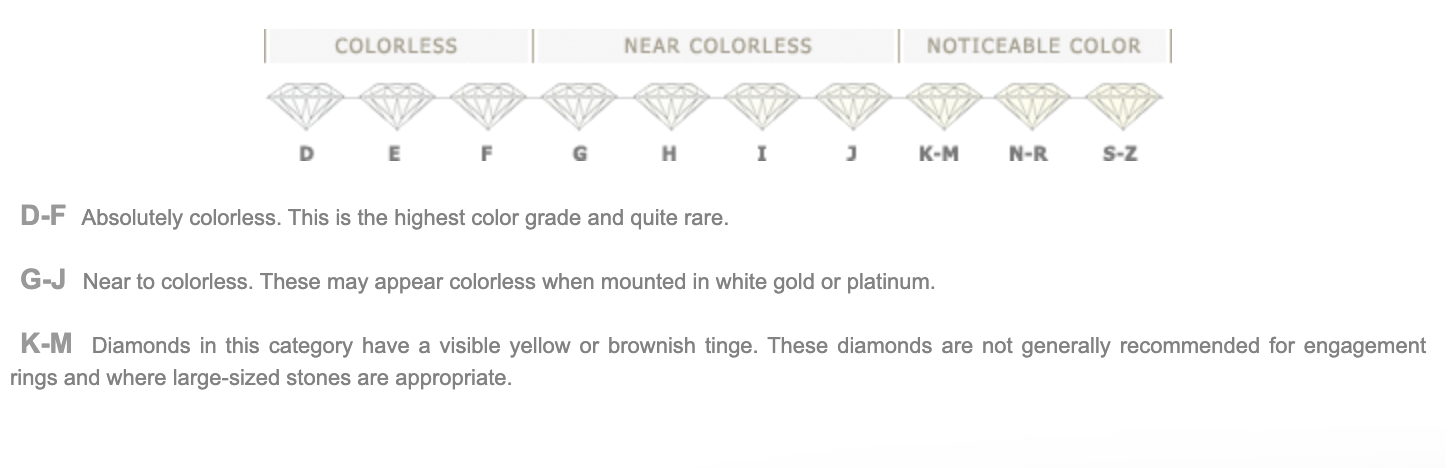 COLORLESS NEAR COLORLESS NOTICEABLE COLOR
D E F G H I J K-M N-R S-Z
D-F Absolutely colorless. This is the highest color grade and quite rare.
G-J Near to colorless. These may appear colorless when mounted in white gold or platinum.
K-M Diamonds in this category have a visible yellow or brownish tinge. These diamonds are not generally recommended for engagement
rings and where large-sized stones are appropriate.